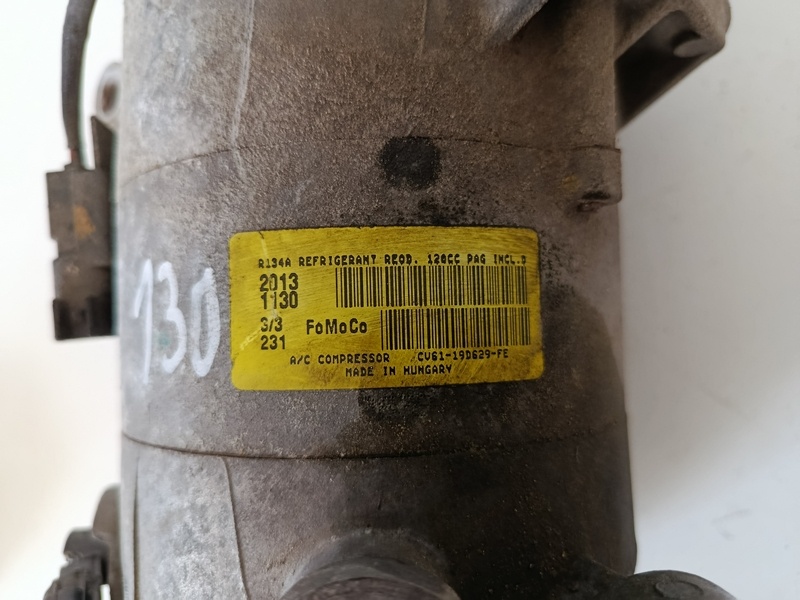 R134A REFRIGERANT REQD. 120CC PAG INCL.D
2013
1130
3/3
FoMoCo
231
A/C COMPRESSOR CV61-19D629-FE
MADE IN HUNGARY
130